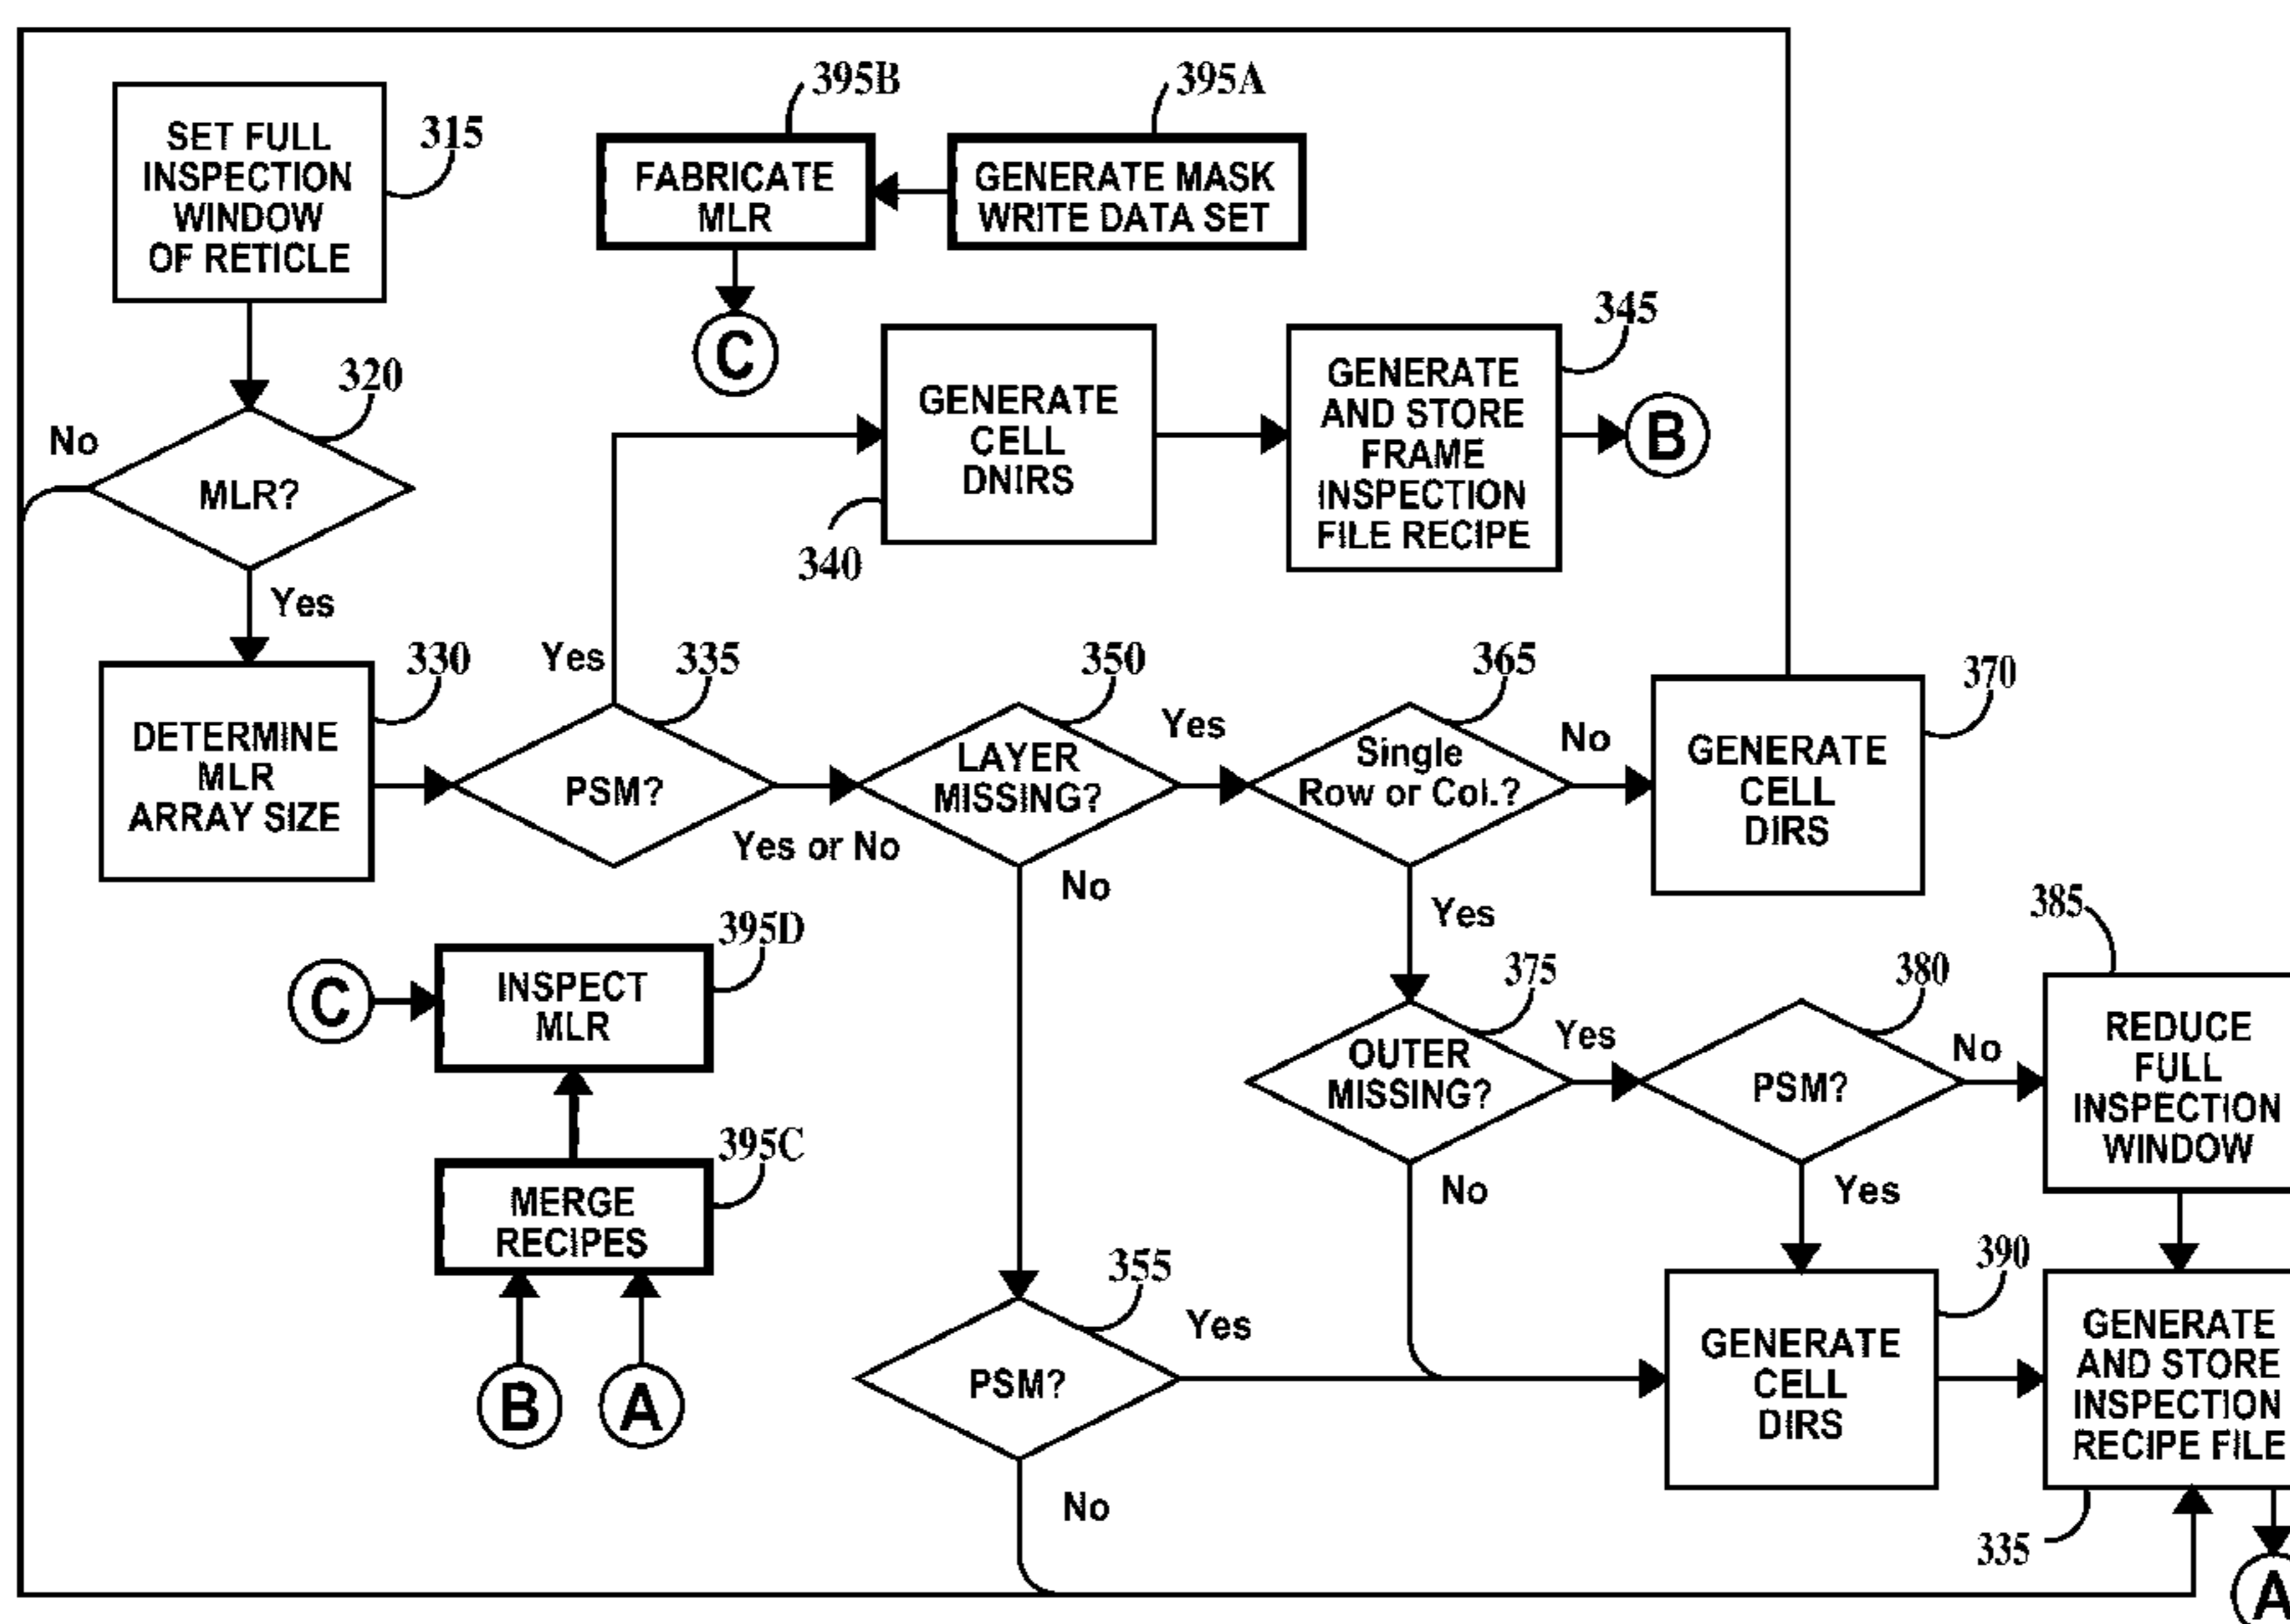 395B
395A
SET FULL
INSPECTION
WINDOW
OF RETICLE
315
FABRICATE
MLR
GENERATE MASK
WRITE DATA SET
C
345
320
No
MLR?
Yes
GENERATE
CELL
DNIRS
340
GENERATE
AND STORE
FRAME
INSPECTION
FILE RECIPE
B
330
DETERMINE
MLR
ARRAY SIZE
Yes
335
PSM?
Yes or No
350
LAYER
MISSING?
Yes
No
365
Single
Row or Col.?
No
Yes
370
GENERATE
CELL
DIRS
395D
C
INSPECT
MLR
395C
MERGE
RECIPES
B
A
375
OUTER
MISSING?
Yes
No
380
PSM?
No
Yes
385
REDUCE
FULL
INSPECTION
WINDOW
355
PSM?
Yes
No
390
GENERATE
CELL
DIRS
GENERATE
AND STORE
INSPECTION
RECIPE FILE
335
A